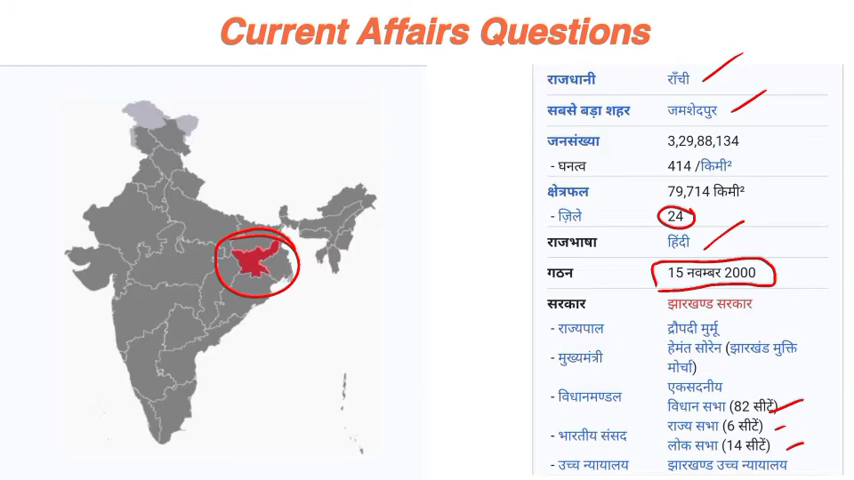 Current Affairs Questions
राजधानी राँची
सबसे बड़ा शहर जमशेदपुर
जनसंख्या 3,29,88,134
- घनत्व 414 /किमी²
क्षेत्रफल 79,714 किमी²
- ज़िले 24
राजभाषा हिंदी
गठन 15 नवम्बर 2000
सरकार झारखण्ड सरकार
- राज्यपाल द्रौपदी मुर्मू
- मुख्यमंत्री हेमंत सोरेन (झारखंड मुक्ति
मोर्चा)
- विधानमण्डल एकसदनीय
विधान सभा (82 सीटें)
- भारतीय संसद राज्य सभा (6 सीटें)
लोक सभा (14 सीटें)
- उच्च न्यायालय झारखण्ड उच्च न्यायालय